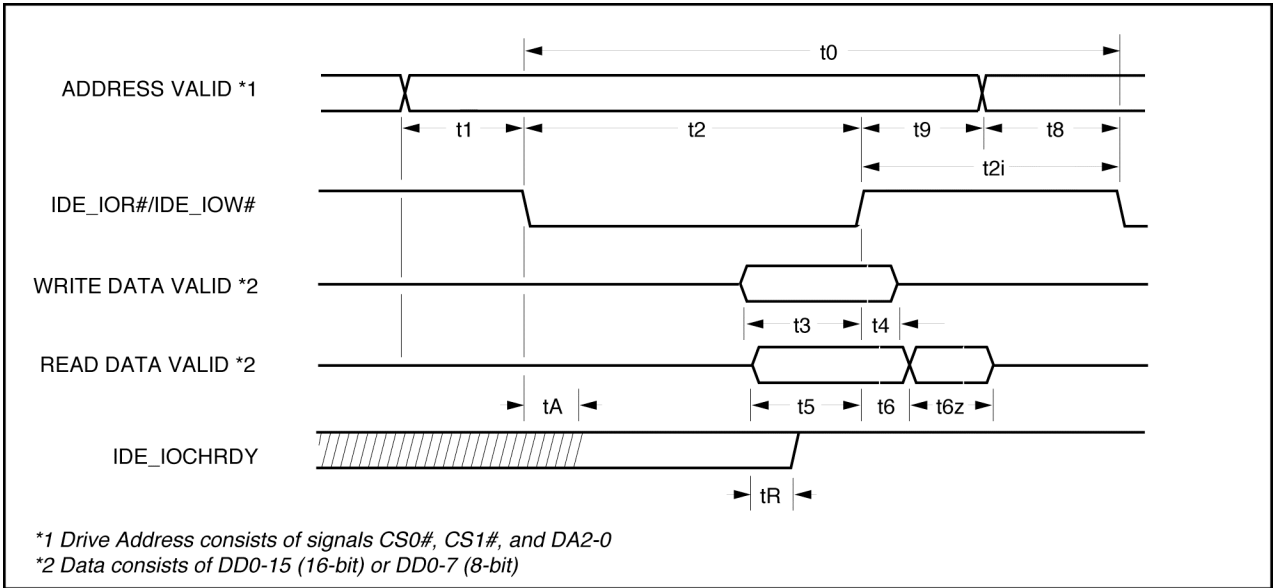 t0
ADDRESS VALID *1
t1 t2 t9 t8
t2i
IDE_IOR#/IDE_IOW#
WRITE DATA VALID *2
t3 t4
READ DATA VALID *2
tA t5 t6 t6z
IDE_IOCHRDY
tR
*1 Drive Address consists of signals CS0#, CS1#, and DA2-0
*2 Data consists of DD0-15 (16-bit) or DD0-7 (8-bit)